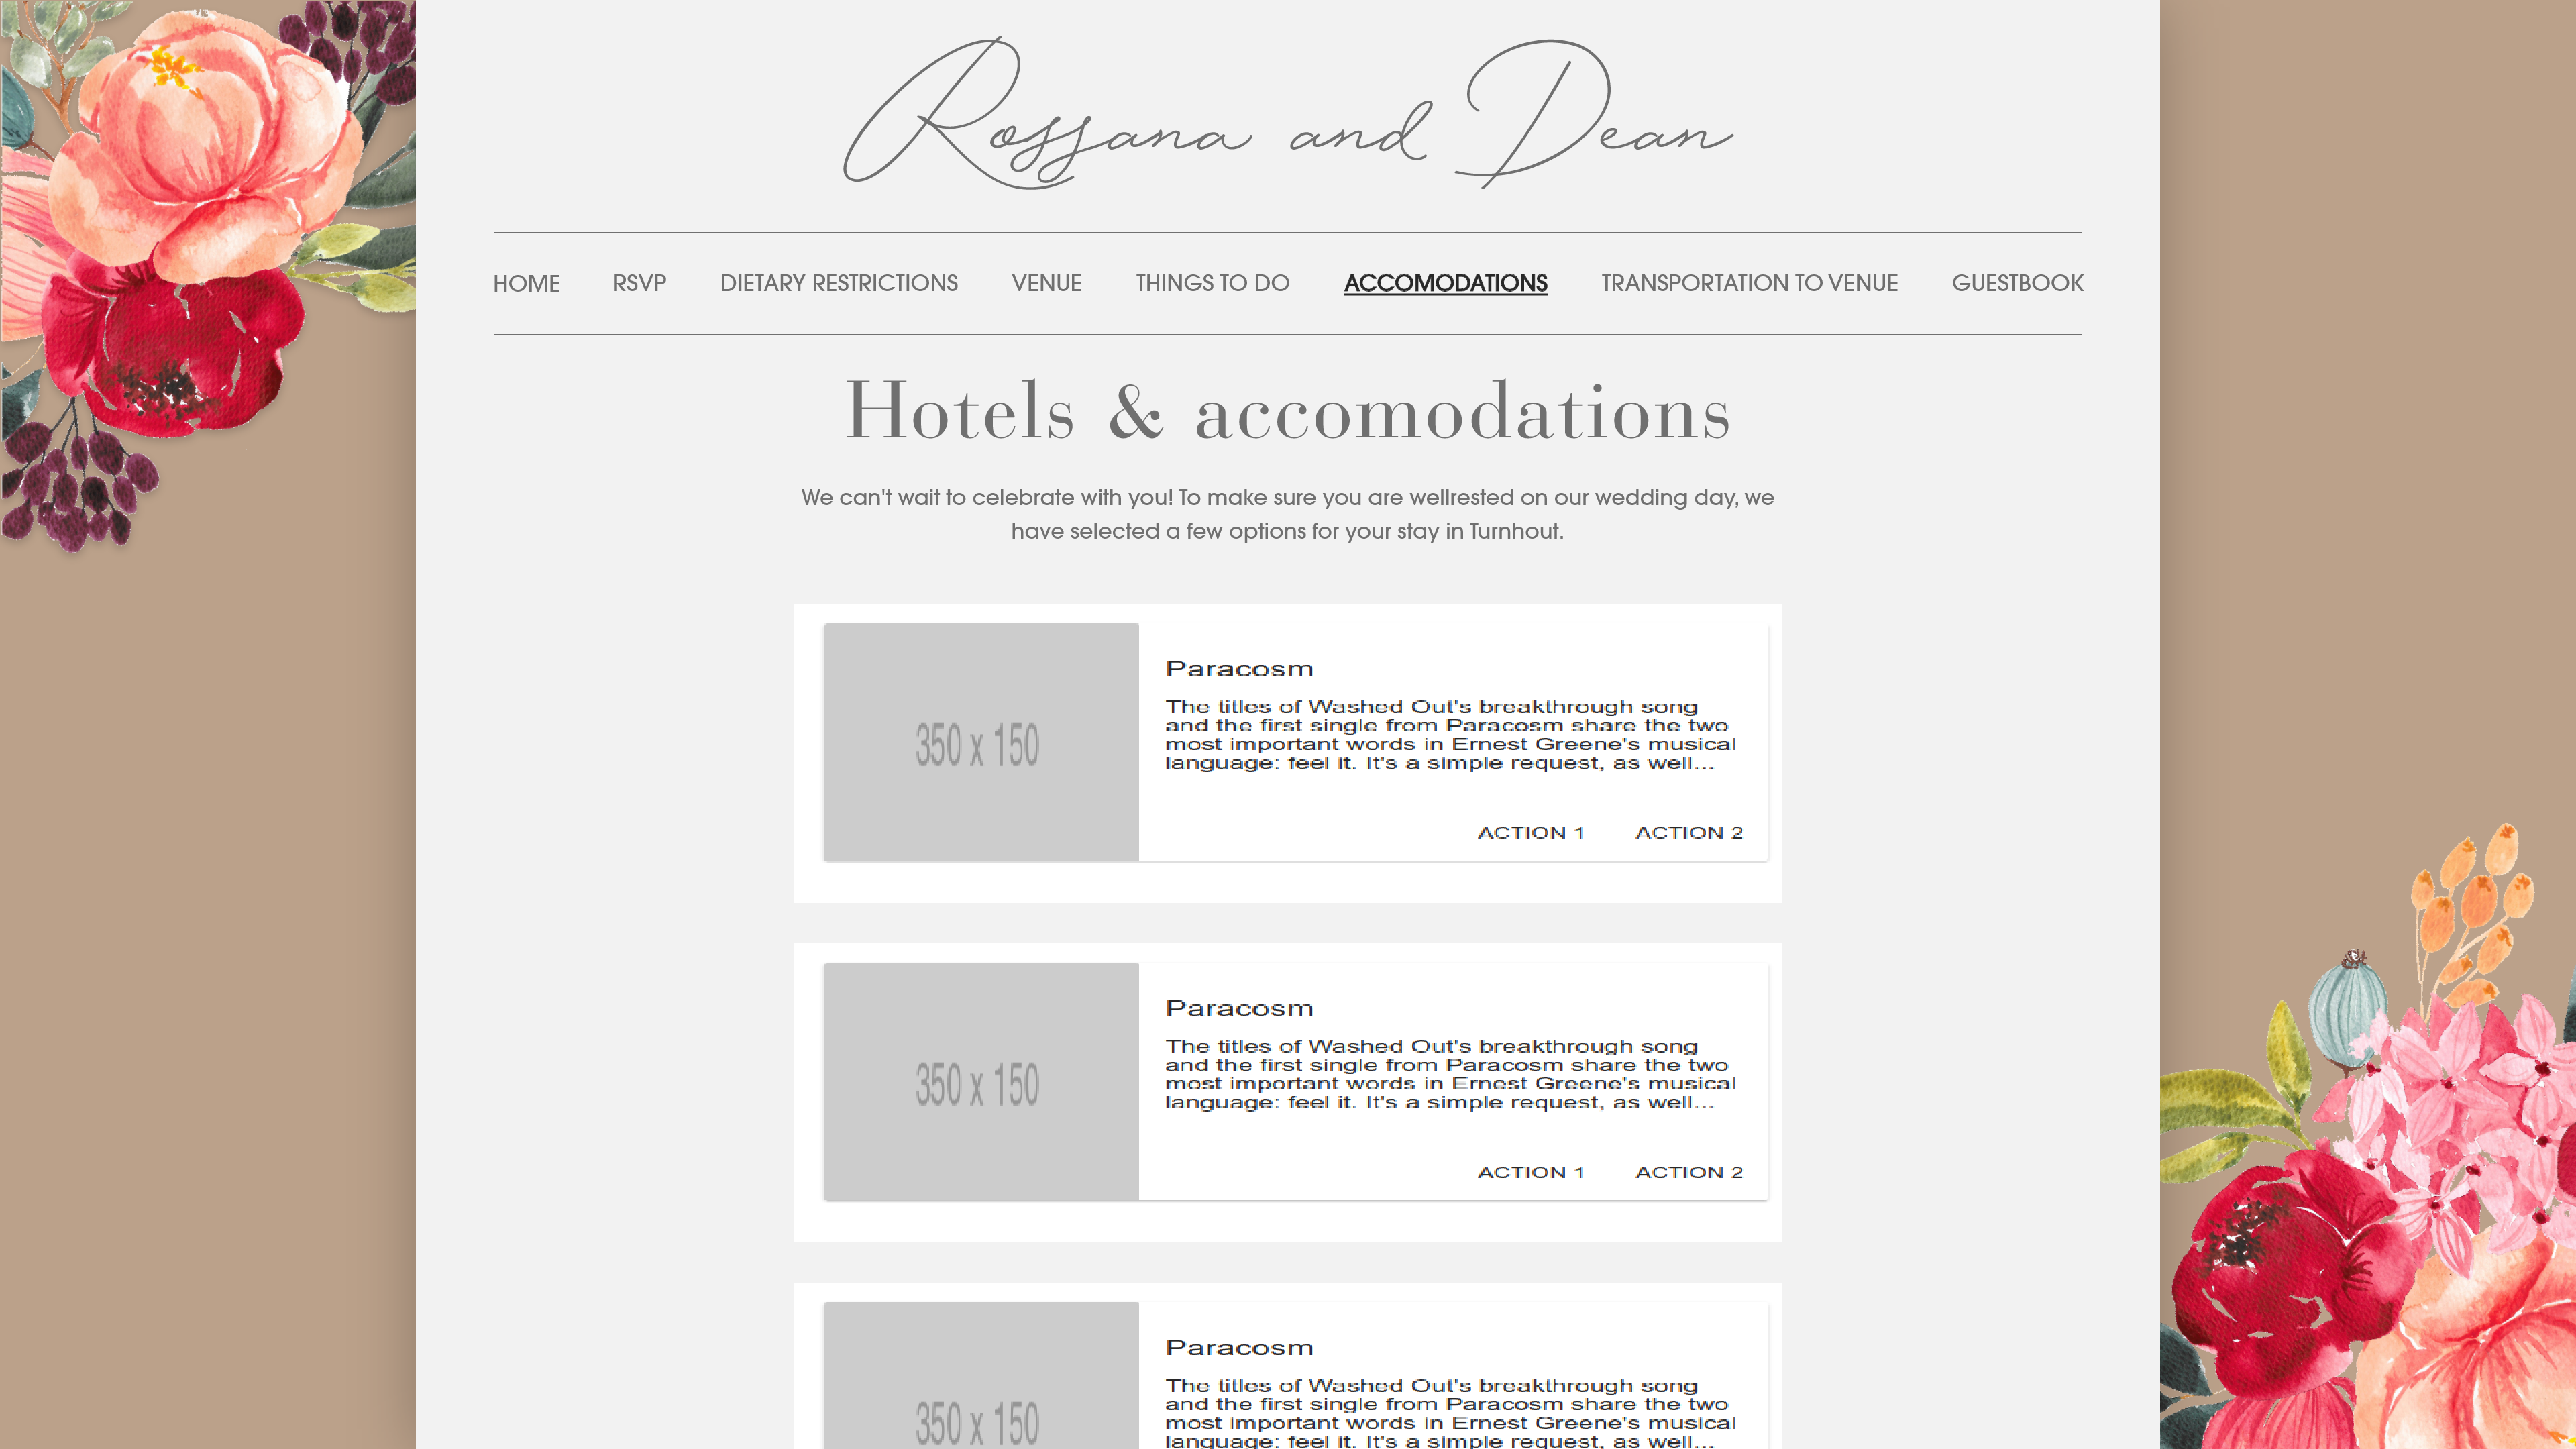 Rossana and Dean
HOME RSVP DIETARY RESTRICTIONS VENUE THINGS TO DO ACCOMODATIONS TRANSPORTATION TO VENUE GUESTBOOK
Hotels & accomodations
We can't wait to celebrate with you! To make sure you are wellrested on our wedding day, we
have selected a few options for your stay in Turnhout.
350 x 150
Paracosm
The titles of Washed Out's breakthrough song
and the first single from Paracosm share the two
most important words in Ernest Greene's musical
language: feel it. It's a simple request, as well...
ACTION 1 ACTION 2
350 x 150
Paracosm
The titles of Washed Out's breakthrough song
and the first single from Paracosm share the two
most important words in Ernest Greene's musical
language: feel it. It's a simple request, as well...
ACTION 1 ACTION 2
350 x 150
Paracosm
The titles of Washed Out's breakthrough song
and the first single from Paracosm share the two
most important words in Ernest Greene's musical
language: feel it. It's a simple request, as well...